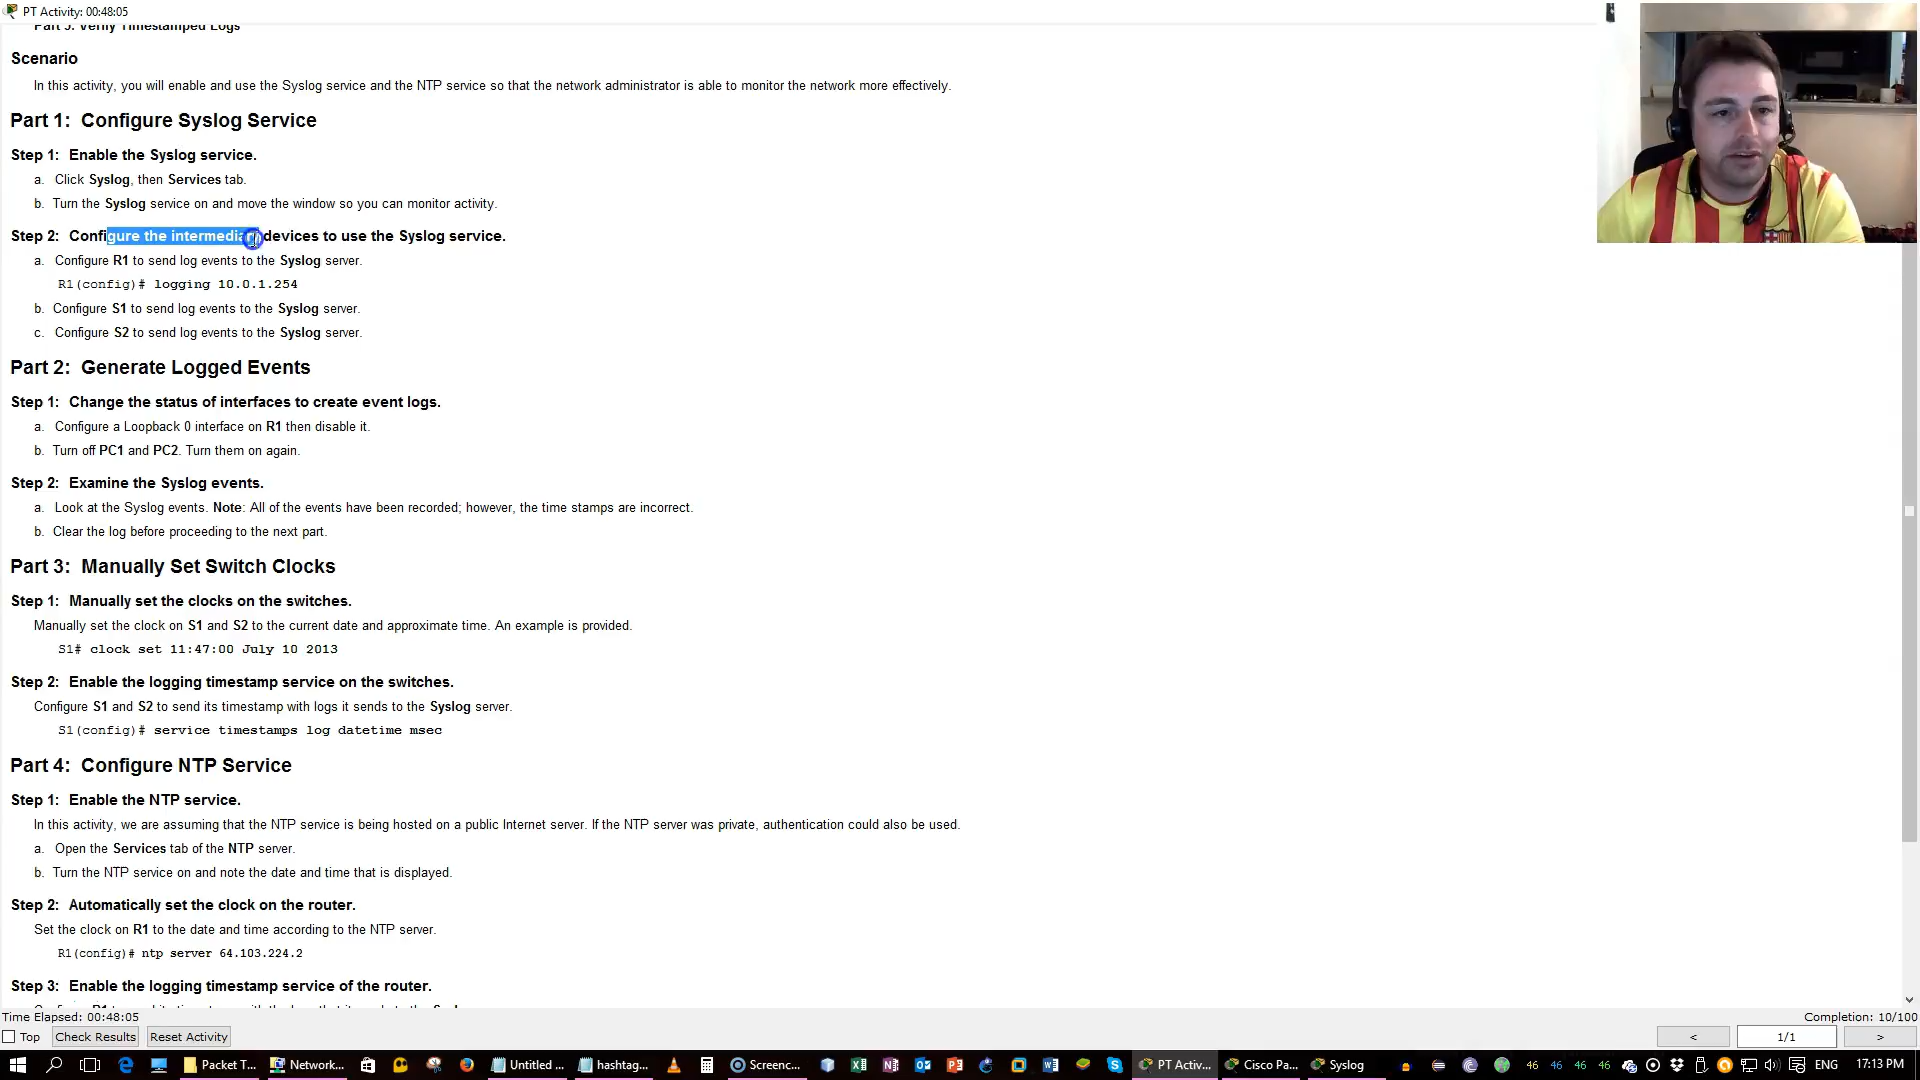 PT Activity: 00:48:05
Part 5: Verify Timestamped Logs
Scenario
In this activity, you will enable and use the Syslog service and the NTP service so that the network administrator is able to monitor the network more effectively.
Part 1: Configure Syslog Service
Step 1: Enable the Syslog service.
a. Click Syslog, then Services tab.
b. Turn the Syslog service on and move the window so you can monitor activity.
Step 2: Configure the intermediary devices to use the Syslog service.
a. Configure R1 to send log events to the Syslog server.
R1(config)# logging 10.0.1.254
b. Configure S1 to send log events to the Syslog server.
c. Configure S2 to send log events to the Syslog server.
Part 2: Generate Logged Events
Step 1: Change the status of interfaces to create event logs.
a. Configure a Loopback 0 interface on R1 then disable it.
b. Turn off PC1 and PC2. Turn them on again.
Step 2: Examine the Syslog events.
a. Look at the Syslog events. Note: All of the events have been recorded; however, the time stamps are incorrect.
b. Clear the log before proceeding to the next part.
Part 3: Manually Set Switch Clocks
Step 1: Manually set the clocks on the switches.
Manually set the clock on S1 and S2 to the current date and approximate time. An example is provided.
S1# clock set 11:47:00 July 10 2013
Step 2: Enable the logging timestamp service on the switches.
Configure S1 and S2 to send its timestamp with logs it sends to the Syslog server.
S1(config)# service timestamps log datetime msec
Part 4: Configure NTP Service
Step 1: Enable the NTP service.
In this activity, we are assuming that the NTP service is being hosted on a public Internet server. If the NTP server was private, authentication could also be used.
a. Open the Services tab of the NTP server.
b. Turn the NTP service on and note the date and time that is displayed.
Step 2: Automatically set the clock on the router.
Set the clock on R1 to the date and time according to the NTP server.
R1(config)# ntp server 64.103.224.2
Step 3: Enable the logging timestamp service of the router.
Time Elapsed: 00:48:05 Completion: 10/100
Top Check Results Reset Activity < 1/1 >
Packet T... Network... Untitled ... hashtag... Screenc... PT Activ... Cisco Pa... Syslog 46 46 46 46 ENG 17:13 PM